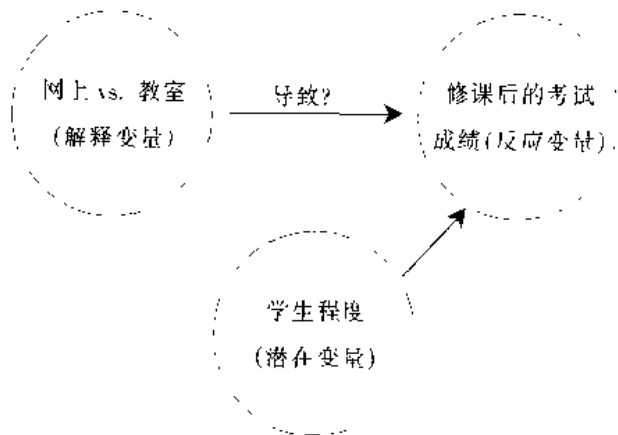 网上 vs. 教室
(解释变量)
导致?
修课后的考试
成绩(反应变量)
学生程度
(潜在变量)